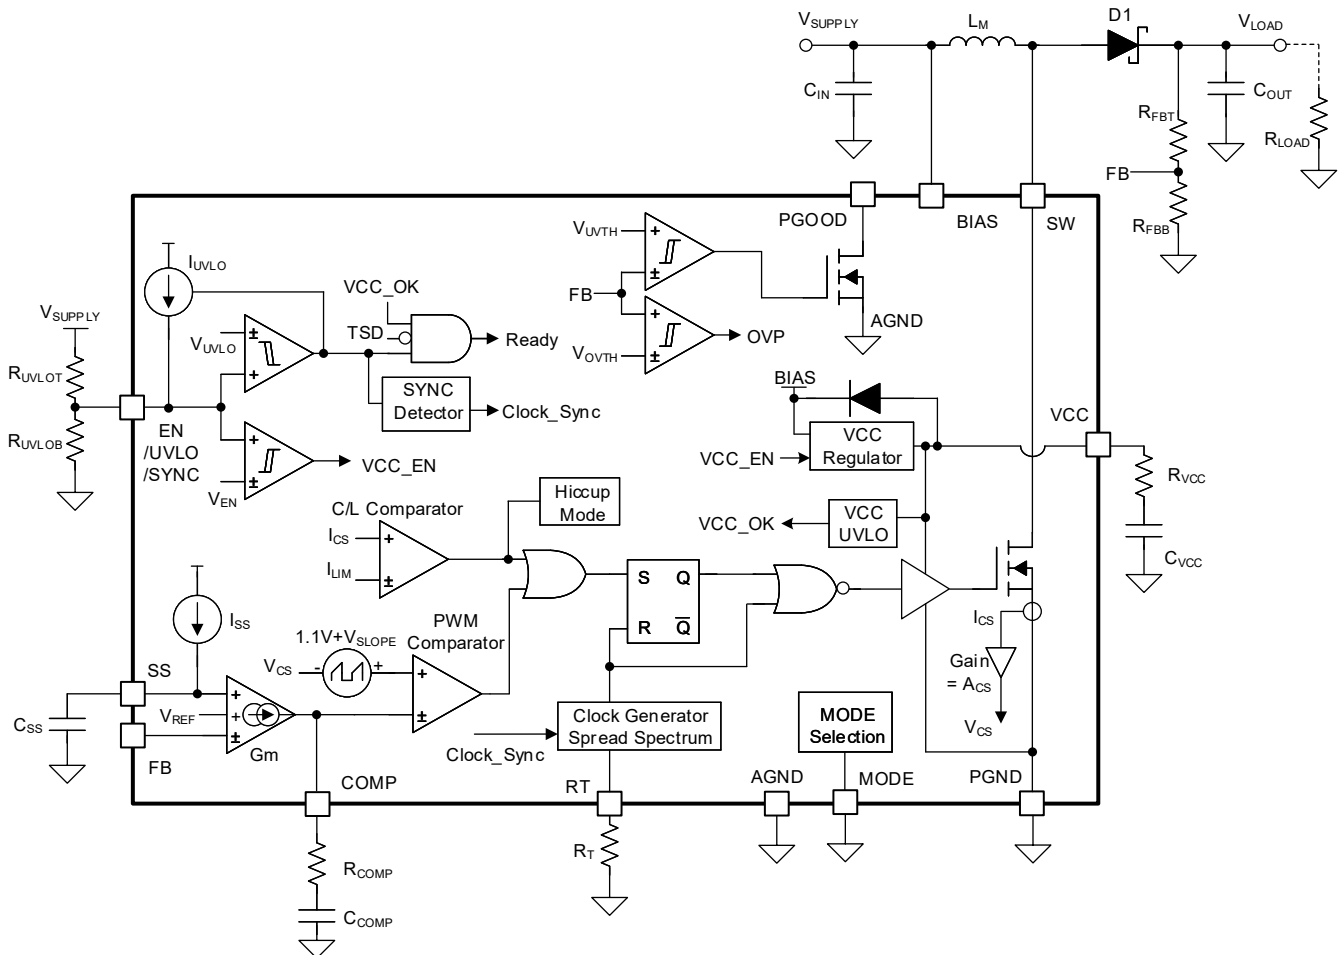 VSUPPLY
LM
D1
VLOAD
CIN
COUT
RFBT
RLOAD
FB
RFBB
PGOOD
BIAS
SW
VUVTH
IUVLO
VCC_OK
FB
AGND
VSUPPLY
TSD
Ready
OVP
VUVLO
VOVTH
RUVLOT
SYNC
Detector
BIAS
Clock_Sync
VCC
EN
/UVLO
/SYNC
RUVLOB
VCC
Regulator
VCC_EN
VCC_EN
RVCC
VEN
C/L Comparator
Hiccup
Mode
VCC_OK
VCC
UVLO
ICS
CVCC
ILIM
S Q
R Q
ISS
PWM
Comparator
1.1V+VSLOPE
ICS
Gain
= ACS
SS
VCS
- +
VCS
VREF
CSS
FB
Gm
Clock Generator
Spread Spectrum
MODE
Selection
Clock_Sync
COMP
RT
AGND
MODE
PGND
RT
RCOMP
CCOMP